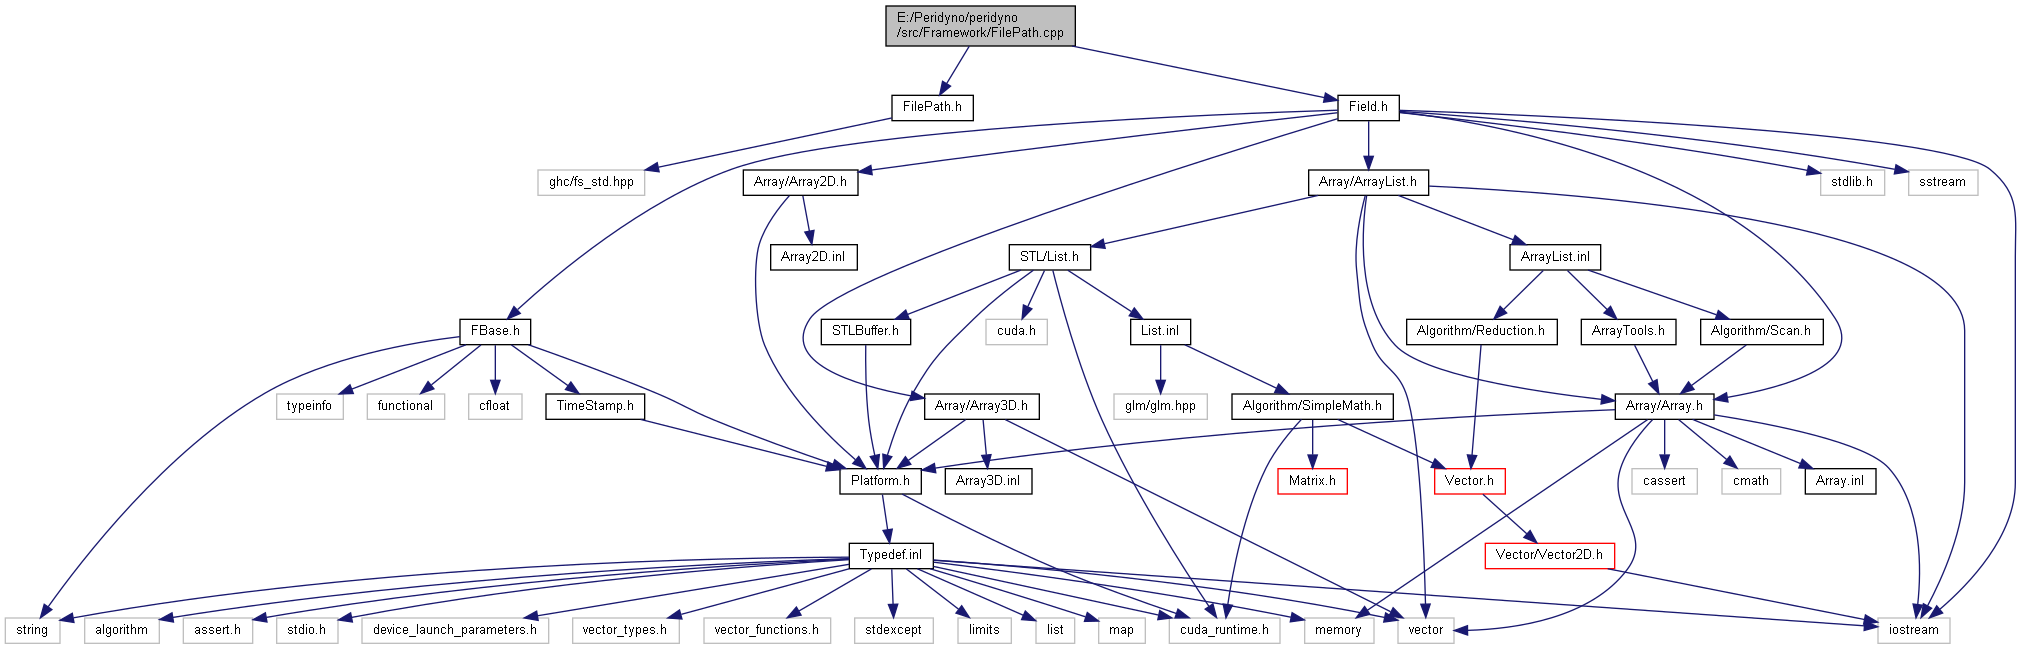 E:/Peridyno/peridyno
/src/Framework/FilePath.cpp
FilePath.h
Field.h
ghc/fs_std.hpp
Array/Array2D.h
Array/ArrayList.h
stdlib.h
sstream
Array2D.inl
STL/List.h
ArrayList.inl
FBase.h
STLBuffer.h
cuda.h
List.inl
Algorithm/Reduction.h
ArrayTools.h
Algorithm/Scan.h
typeinfo
functional
cfloat
TimeStamp.h
Array/Array3D.h
glm/glm.hpp
Algorithm/SimpleMath.h
Array/Array.h
Platform.h
Array3D.inl
Matrix.h
Vector.h
cassert
cmath
Array.inl
Typedef.inl
Vector/Vector2D.h
string
algorithm
assert.h
stdio.h
device_launch_parameters.h
vector_types.h
vector_functions.h
stdexcept
limits
list
map
cuda_runtime.h
memory
vector
iostream